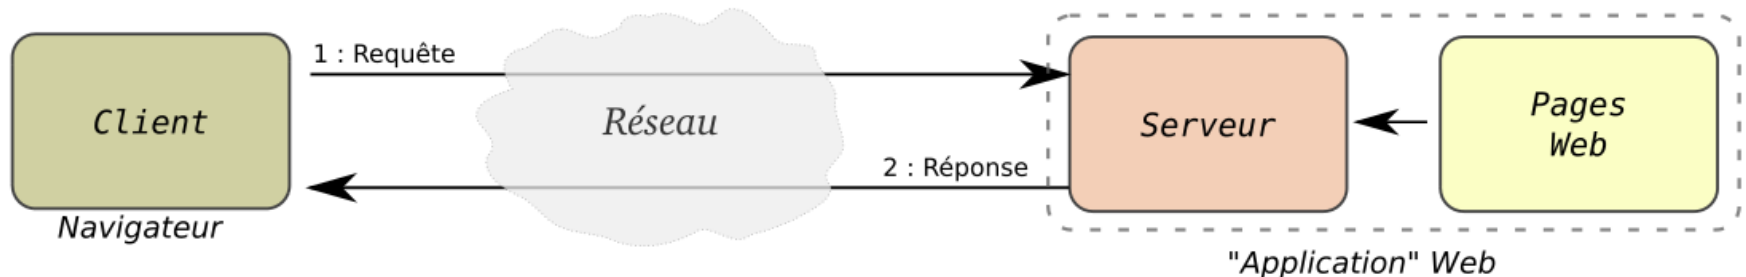 1 : Requête
Client
Réseau
Serveur
Pages
Web
2 : Réponse
Navigateur
"Application" Web